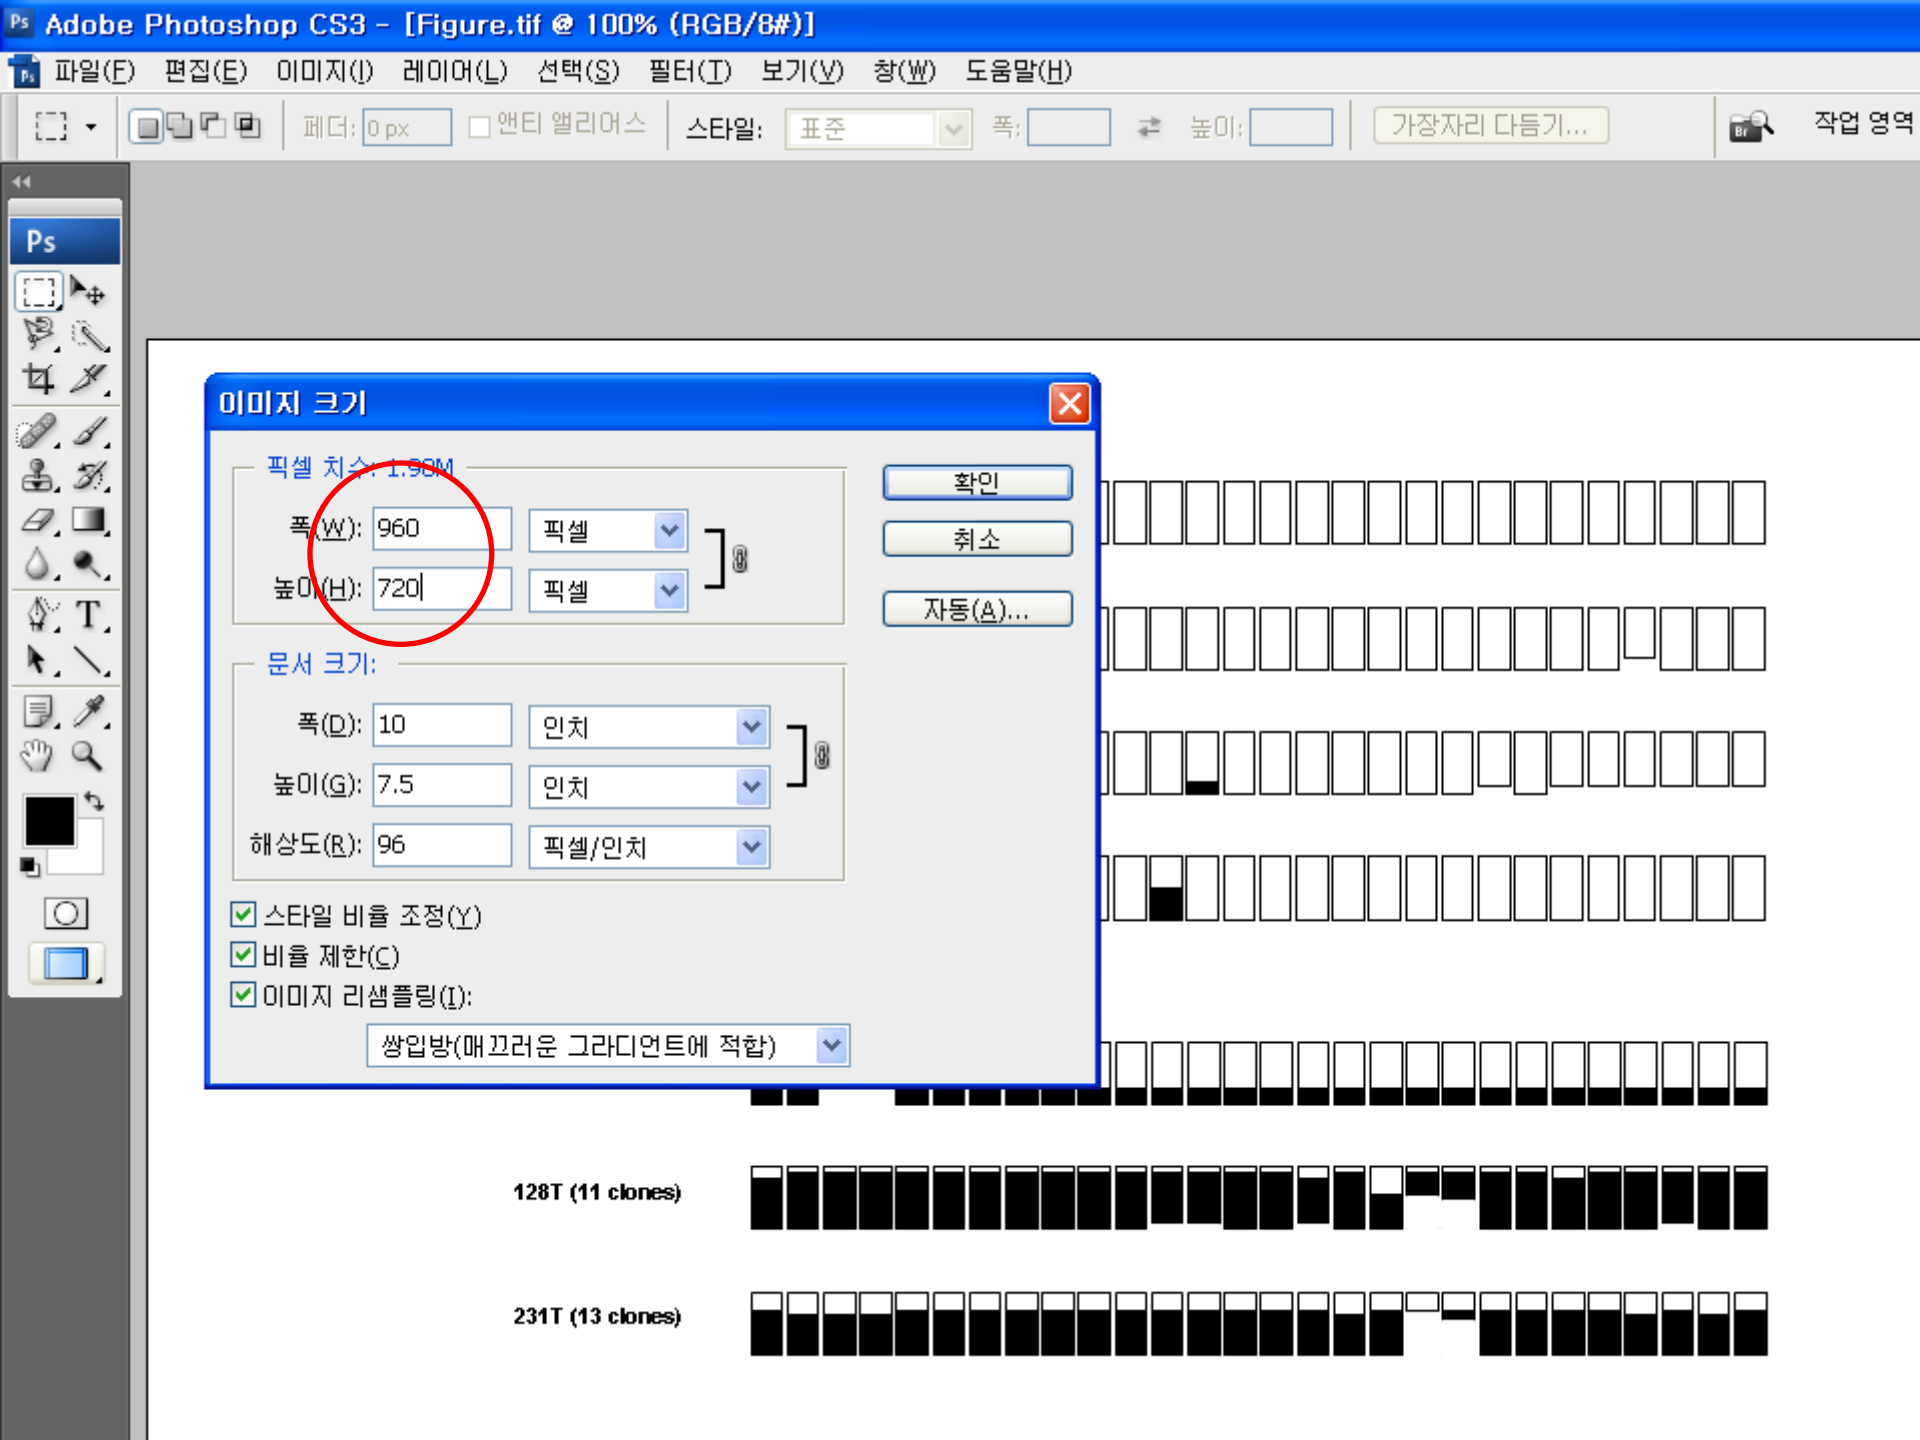 Ps Adobe Photoshop CS3 - [Figure.tif @ 100% (RGB/8#)]
Ps 파일(F) 편집(E) 이미지(I) 레이어(L) 선택(S) 필터(T) 보기(V) 창(W) 도움말(H)
페더: 0 px 앤티 앨리어스 스타일: 표준 폭: 높이: 가장자리 다듬기... Br 작업 영역
Ps
이미지 크기
픽셀 치수: 1.98M
폭(W): 960 픽셀
높이(H): 720 픽셀
확인
취소
자동(A)...
문서 크기:
폭(D): 10 인치
높이(G): 7.5 인치
해상도(R): 96 픽셀/인치
스타일 비율 조정(Y)
비율 제한(C)
이미지 리샘플링(I):
쌍입방(매끄러운 그라디언트에 적합)
T
128T (11 clones)
231T (13 clones)